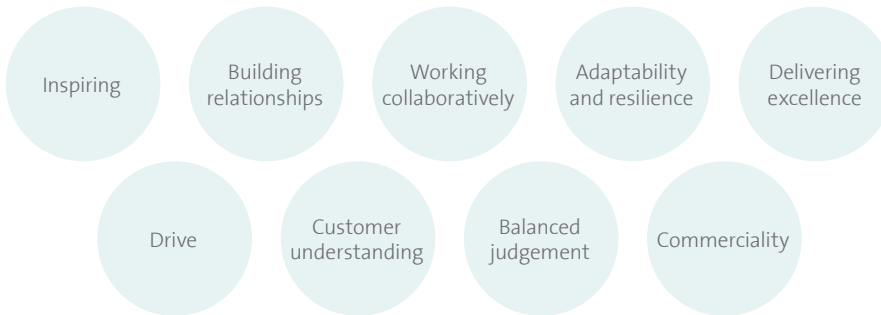 Inspiring
Building
relationships
Working
collaboratively
Adaptability
and resilience
Delivering
excellence
Drive
Customer
understanding
Balanced
judgement
Commerciality